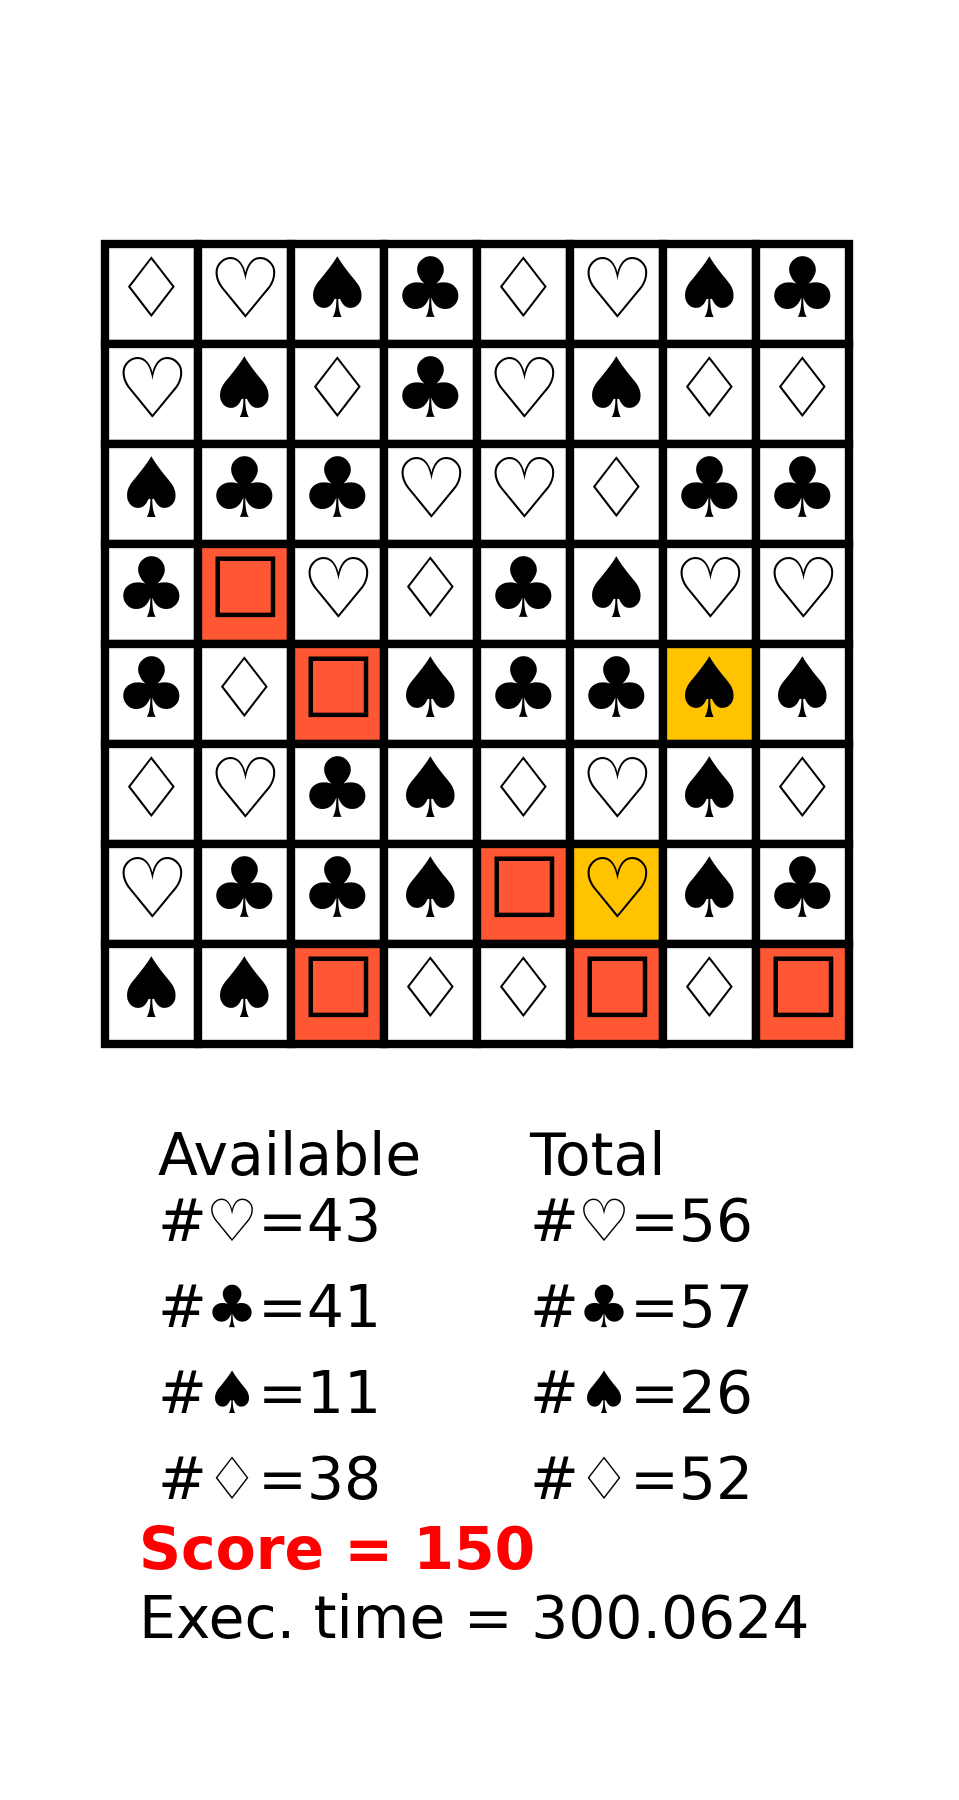 ♢ ♡ ♠ ♣ ♢ ♡ ♠ ♣
♡ ♠ ♢ ♣ ♡ ♠ ♢ ♢
♠ ♣ ♣ ♡ ♡ ♢ ♣ ♣
♣ □ ♡ ♢ ♣ ♠ ♡ ♡
♣ ♢ □ ♠ ♣ ♣ ♠ ♠
♢ ♡ ♣ ♠ ♢ ♡ ♠ ♢
♡ ♣ ♣ ♠ □ ♡ ♠ ♣
♠ ♠ □ ♢ ♢ □ ♢ □
Available Total
#♡=43 #♡=56
#♣=41 #♣=57
#♠=11 #♠=26
#♢=38 #♢=52
Score = 150
Exec. time = 300.0624